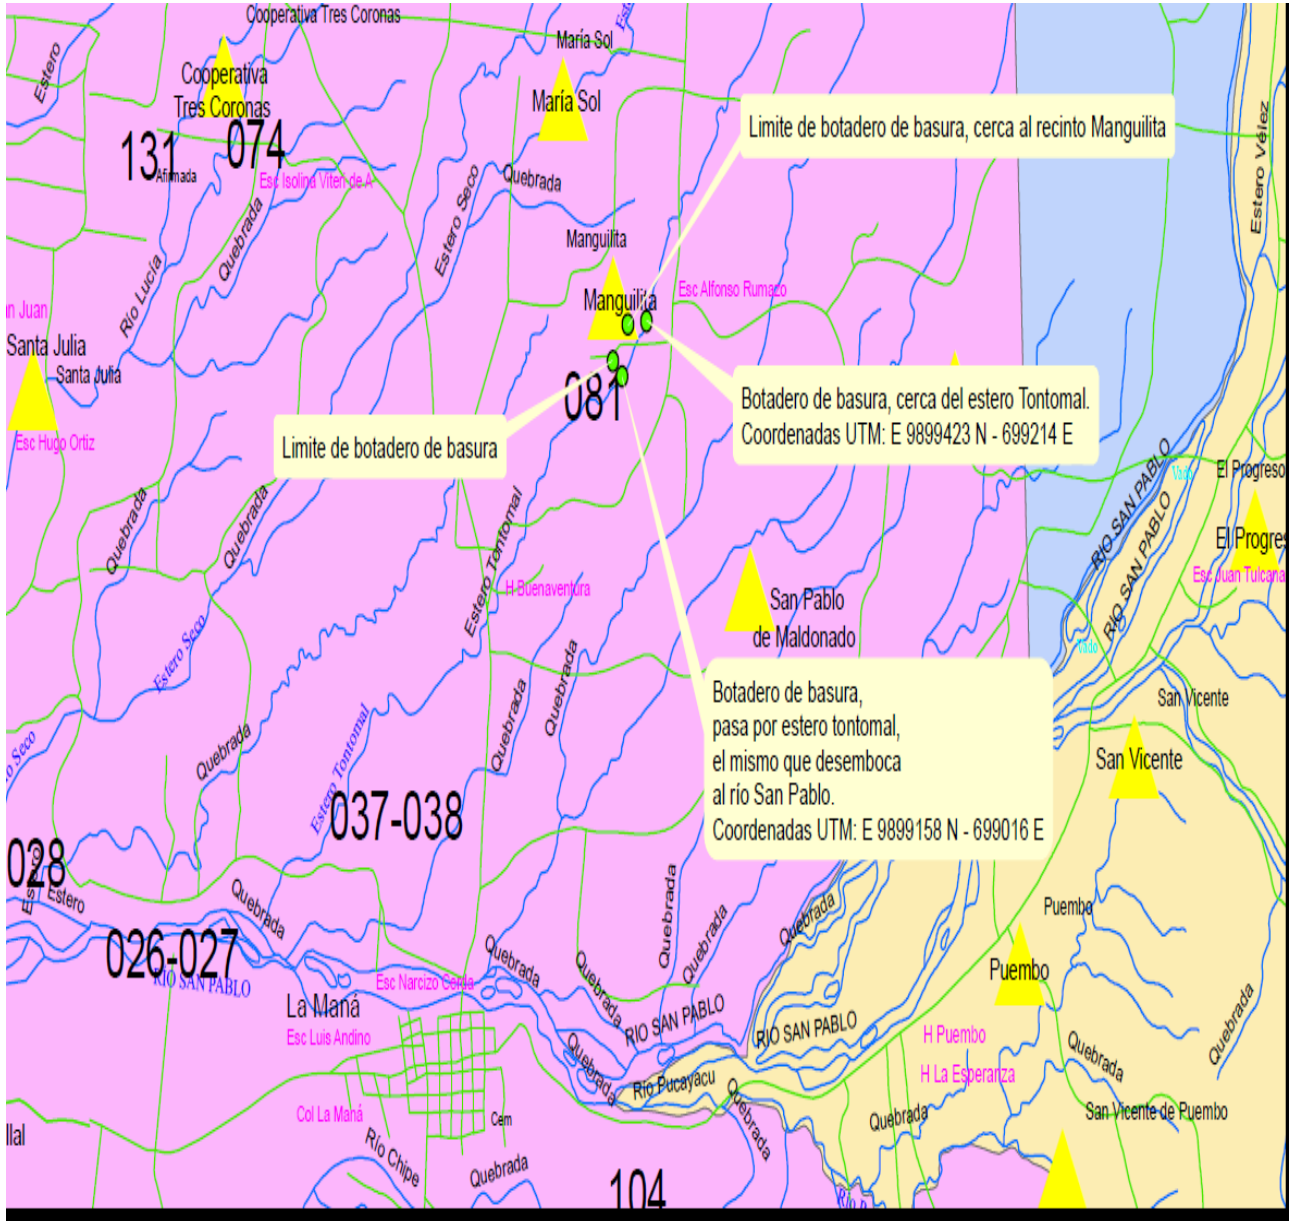 Cooperativa Tres Coronas
María Sol
Estero
Cooperativa
Tres Coronas
María Sol
Limite de botadero de basura, cerca al recinto Manguilita
131
074
Afirmada
Esc Isolina Viteri de A
Quebrada
Estero Seco
Estero Vélez
Quebrada
Río Lucía
Manguilita
Manguilita
Esc Alfonso Rumazo
n Juan
Santa Julia
Santa Julia
Esc Hugo Ortiz
081
Botadero de basura, cerca del estero Tontomal.
Coordenadas UTM: E 9899423 N - 699214 E
Limite de botadero de basura
Quebrada
Quebrada
Estero Tontomal
RIO SAN PABLO
RIO SAN PABLO
Vado
El Progreso
El Progres
Esc Juan Tulcana
H Buenaventura
San Pablo
de Maldonado
Estero Seco
Vado
Quebrada
Quebrada
Botadero de basura,
pasa por estero tontomal,
el mismo que desemboca
al río San Pablo.
Coordenadas UTM: E 9899158 N - 699016 E
San Vicente
San Vicente
o Seco
Quebrada
Estero Tontomal
037-038
028
Estero
Quebrada
Quebrada
Quebrada
Quebrada
Puembo
Puembo
026-027
RIO SAN PABLO
Quebrada
Quebrada
Esc Narcizo Cerda
La Maná
Esc Luis Andino
RIO SAN PABLO
RIO SAN PABLO
H Puembo
H La Esperanza
Quebrada
Quebrada
Quebrada
Río Pucayacu
Quebrada
Quebrada
San Vicente de Puembo
Col La Maná
Cem
llal
Río Chipe
Quebrada
104